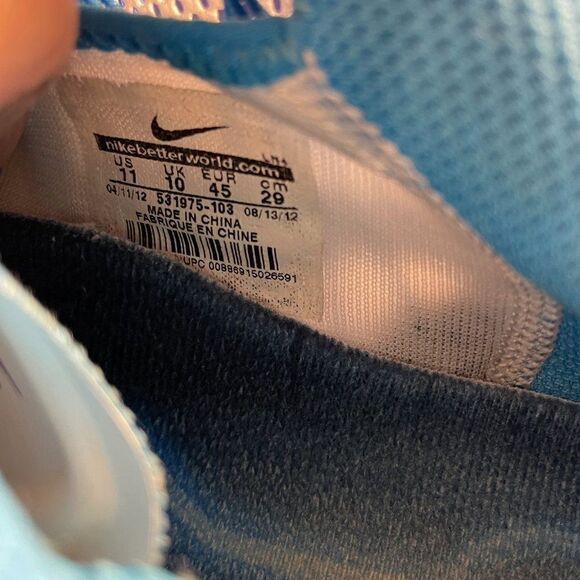 nikebetterworld.com
US UK EUR cm
11 10 45 29
04/11/12 531975-103 08/13/12
MADE IN CHINA
FABRIQUE EN CHINE
UPC 00886915026591